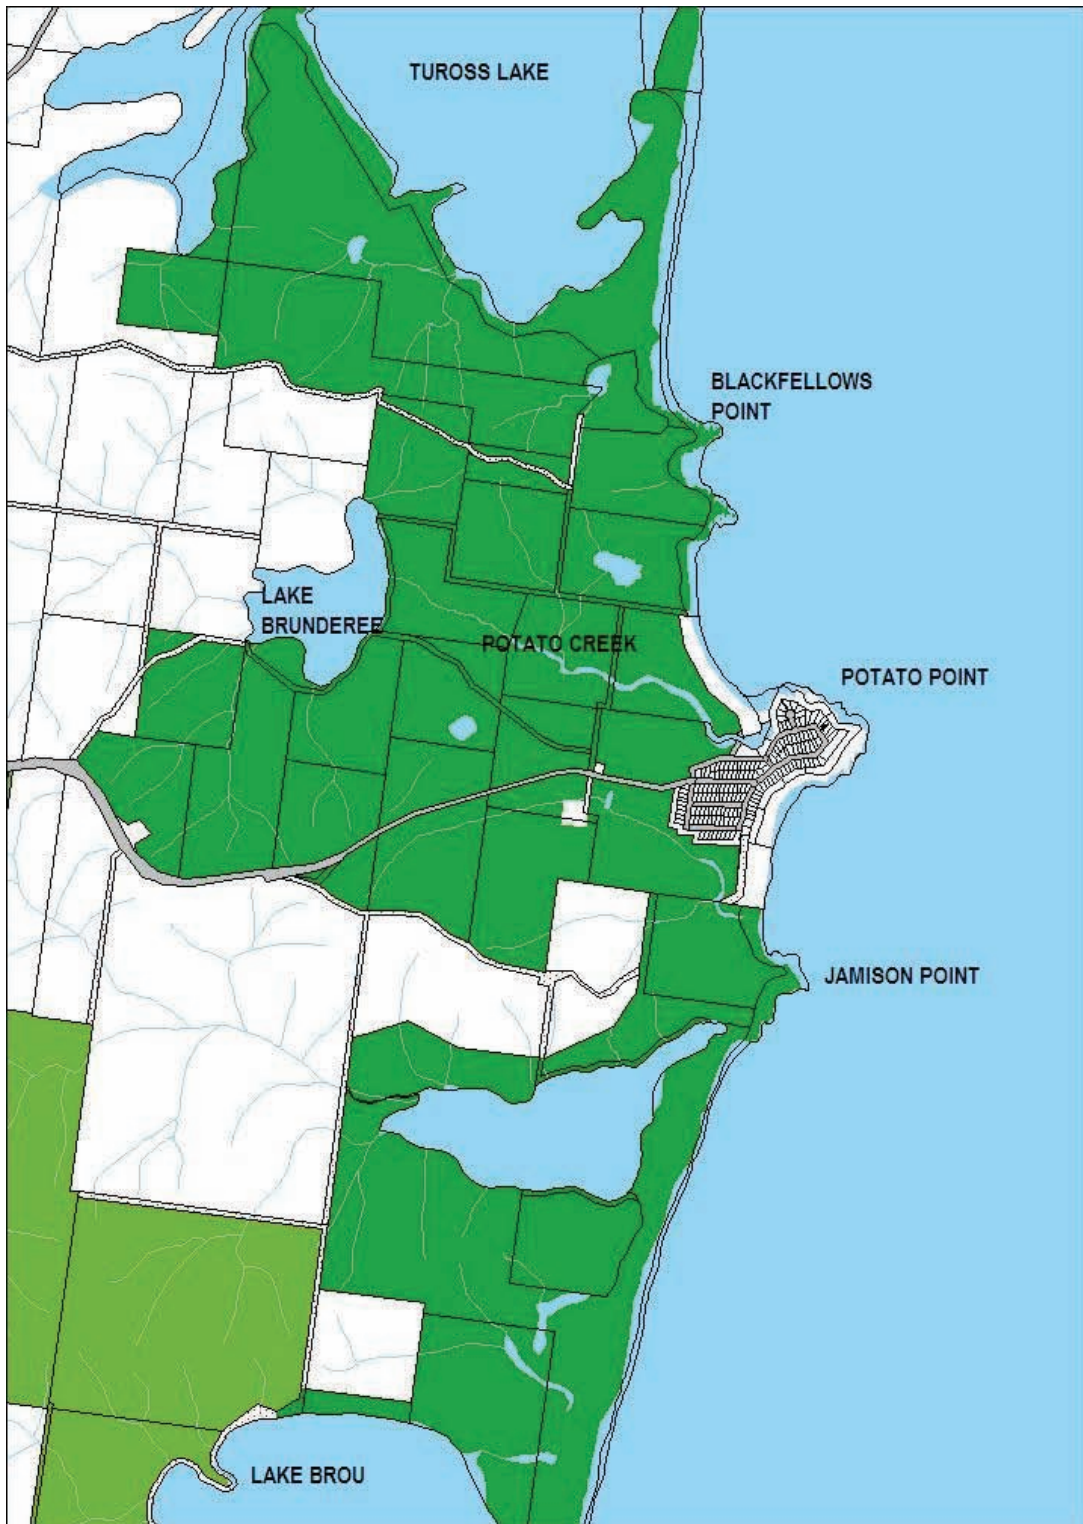 TUROSS LAKE
BLACKFELLOWS
POINT
LAKE
BRUNDEREE
POTATO CREEK
POTATO POINT
JAMISON POINT
LAKE BROU